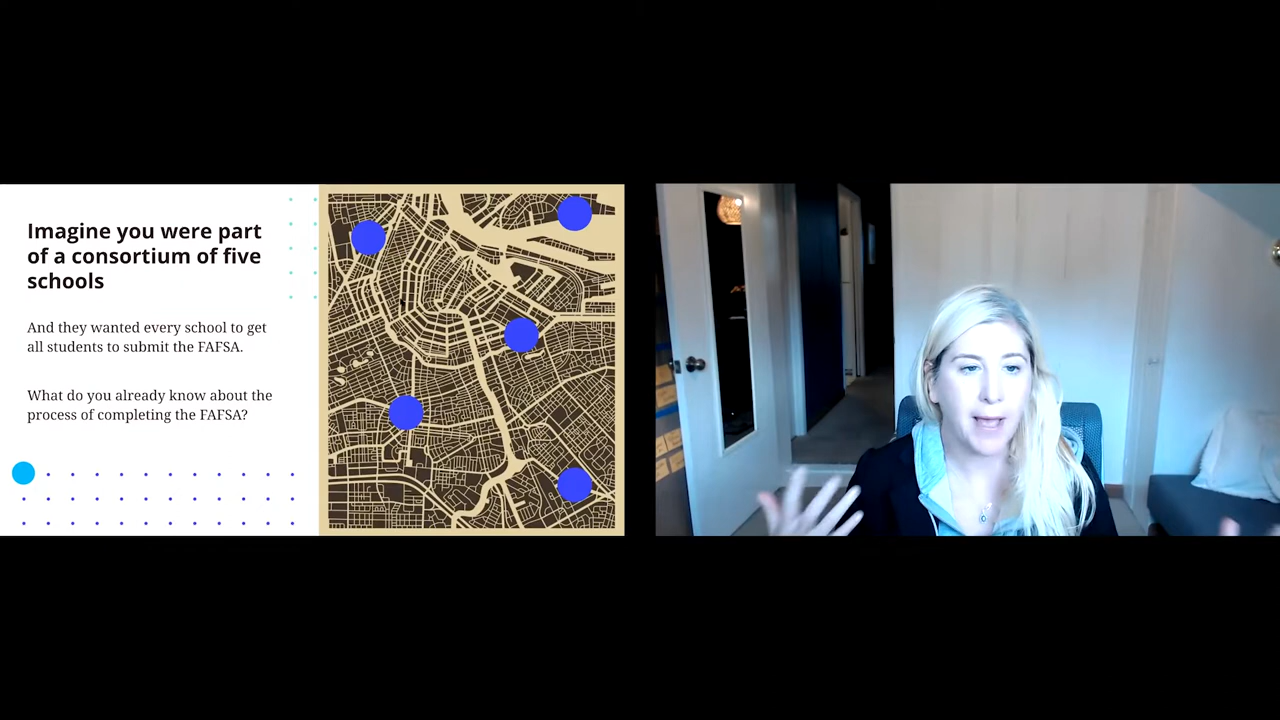 Imagine you were part
of a consortium of five
schools
And they wanted every school to get
all students to submit the FAFSA.
What do you already know about the
process of completing the FAFSA?